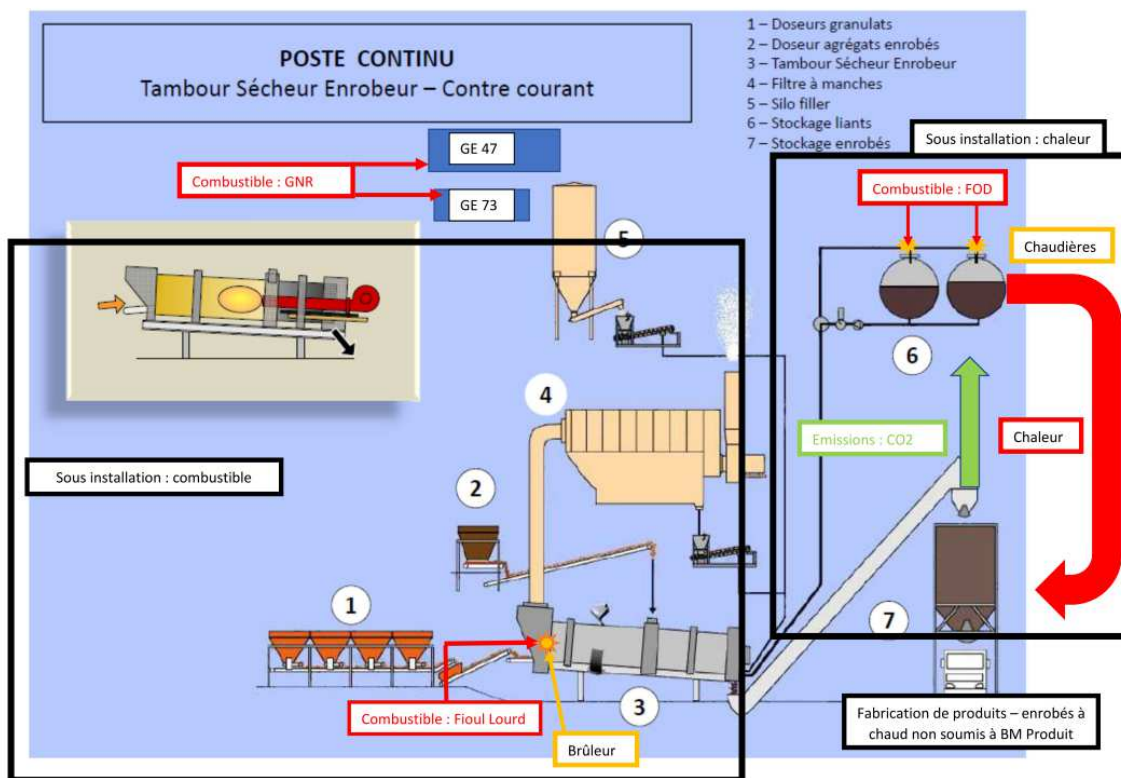 POSTE CONTINU
Tambour Sécheur Enrobeur – Contre courant
1 – Doseurs granulats
2 – Doseur agrégats enrobés
3 – Tambour Sécheur Enrobeur
4 – Filtre à manches
5 – Silo filler
6 – Stockage liants
7 – Stockage enrobés
Sous installation : chaleur
GE 47
Combustible : GNR
GE 73
Combustible : FOD
Chaudières
5
6
4
Emissions : CO2
Chaleur
Sous installation : combustible
2
1
7
Combustible : Fioul Lourd
3
Brûleur
Fabrication de produits – enrobés à
chaud non soumis à BM Produit